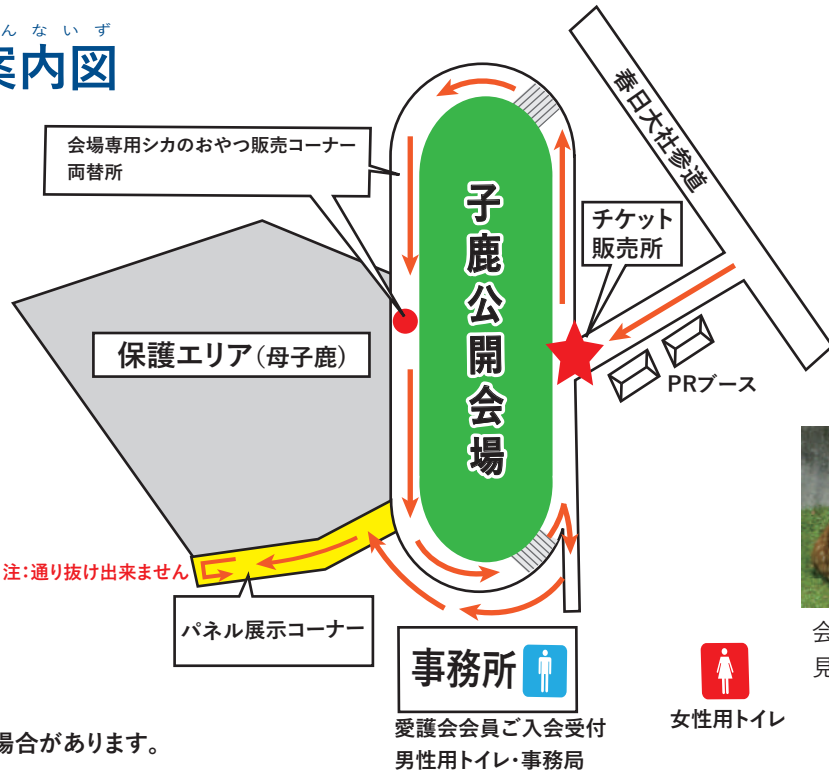 んないず
案内図
会場専用シカのおやつ販売コーナー
両替所
春日大社参道
チケット
販売所
子鹿公開会場
保護エリア(母子鹿)
PRブース
注:通り抜け出来ません
パネル展示コーナー
事務所
愛護会会員ご入会受付
男性用トイレ・事務局
女性用トイレ
会
見
場合があります。